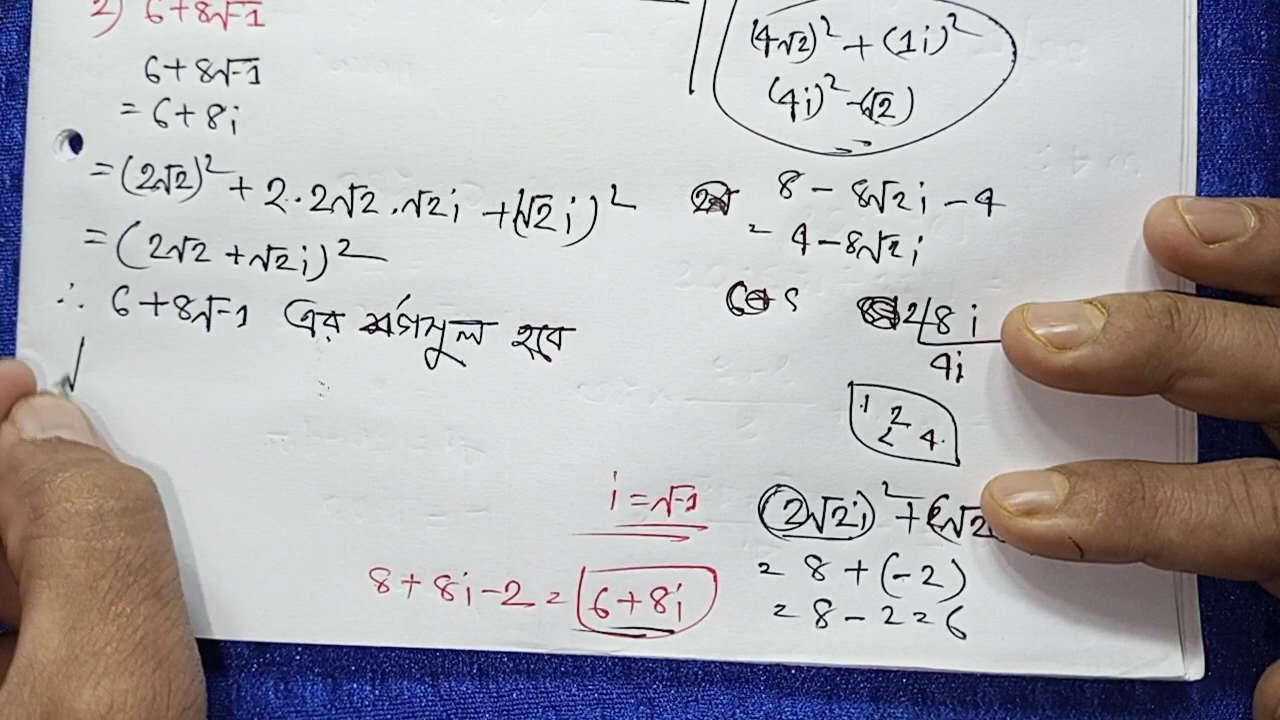 2) 6+8√-1
6+8√-1
= 6+8i
= (2√2)² + 2·2√2·√2i + (√2i)²
= (2√2 + √2i)²
∴ 6+8√-1 এর বর্গমূল হবে
√
(4√2)² + (1i)²
(4i)² - (√2)
8 - 8√2i - 4
= 4 - 8√2i
2/8i
4i
1 2
2 4
i = √-1
8+8i-2 = 6+8i
(2√2i)² + (√2
= 8 + (-2)
= 8 - 2 = 6